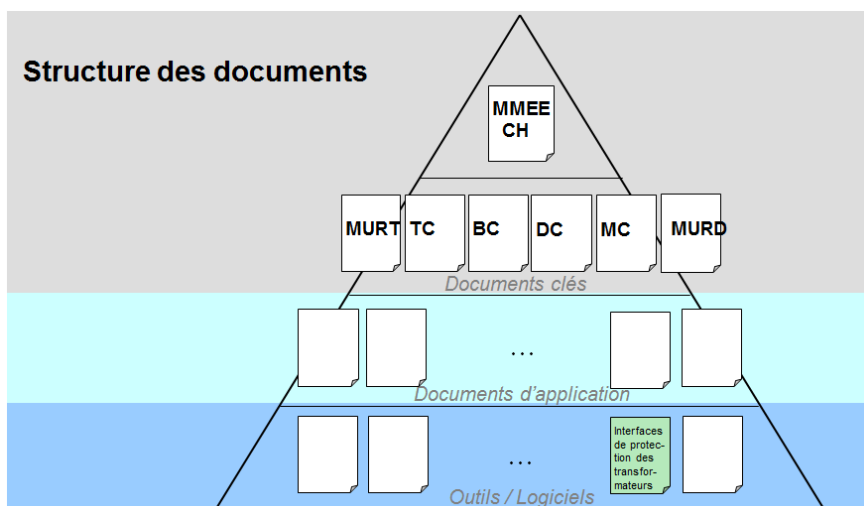 Structure des documents
MMEE
CH
MURT
TC
BC
DC
MC
MURD
Documents clés
...
Documents d'application
...
Interfaces
de protec-
tion des
transfor-
mateurs
Outils / Logiciels